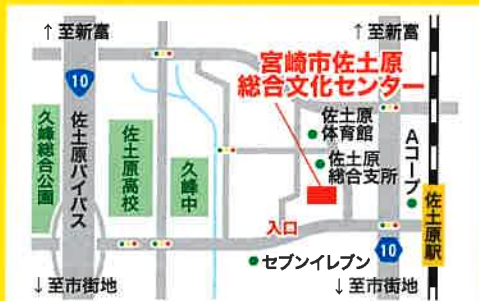 ↑至新富
↑至新富
宮崎市佐土原
総合文化センター
10
佐土原バイパス
久峰総合公園
佐土原高校
久峰中
佐土原
体育館
佐土原
総合支所
Aコープ
佐土原駅
入口
10
セブンイレブン
↓至市街地
↓至市街地